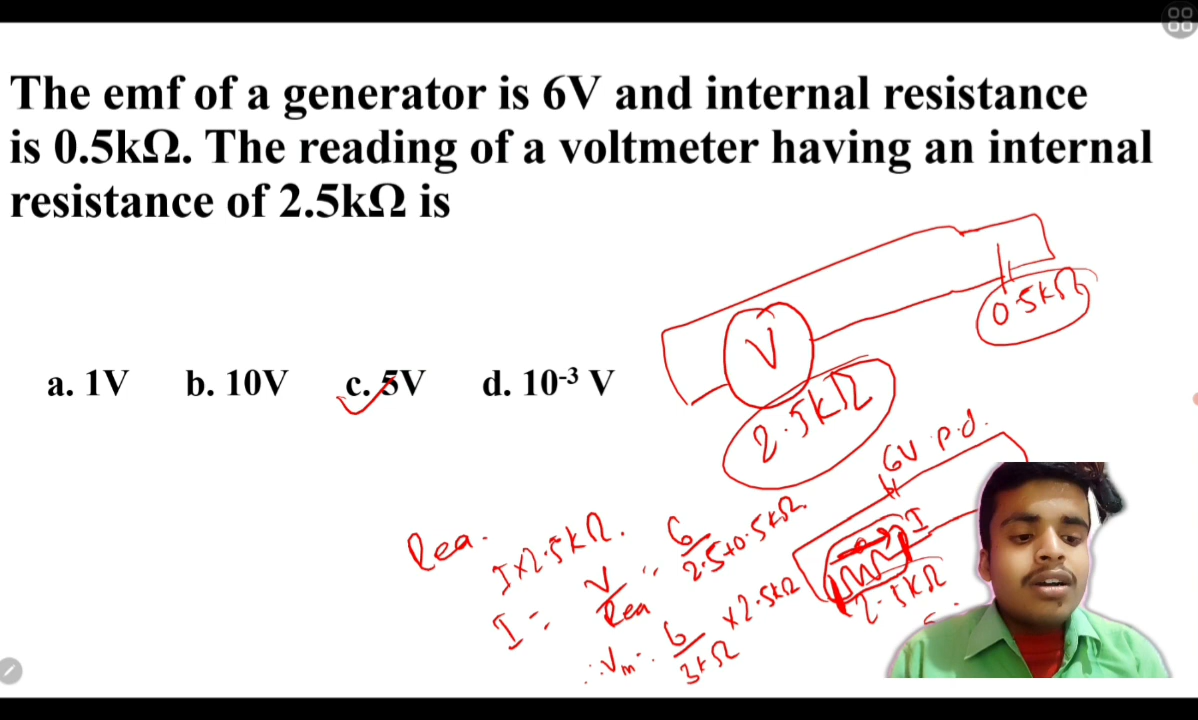 The emf of a generator is 6V and internal resistance
is 0.5kΩ. The reading of a voltmeter having an internal
resistance of 2.5kΩ is
a. 1V b. 10V c. 5V d. 10⁻³ V
0.5kΩ
V
2.5kΩ
6V p.d.
I
2.5kΩ
Rea.
I×2.5kΩ.
I = V/Rea = 6/2.5+0.5kΩ
∴Vm = 6/3kΩ ×2.5kΩ